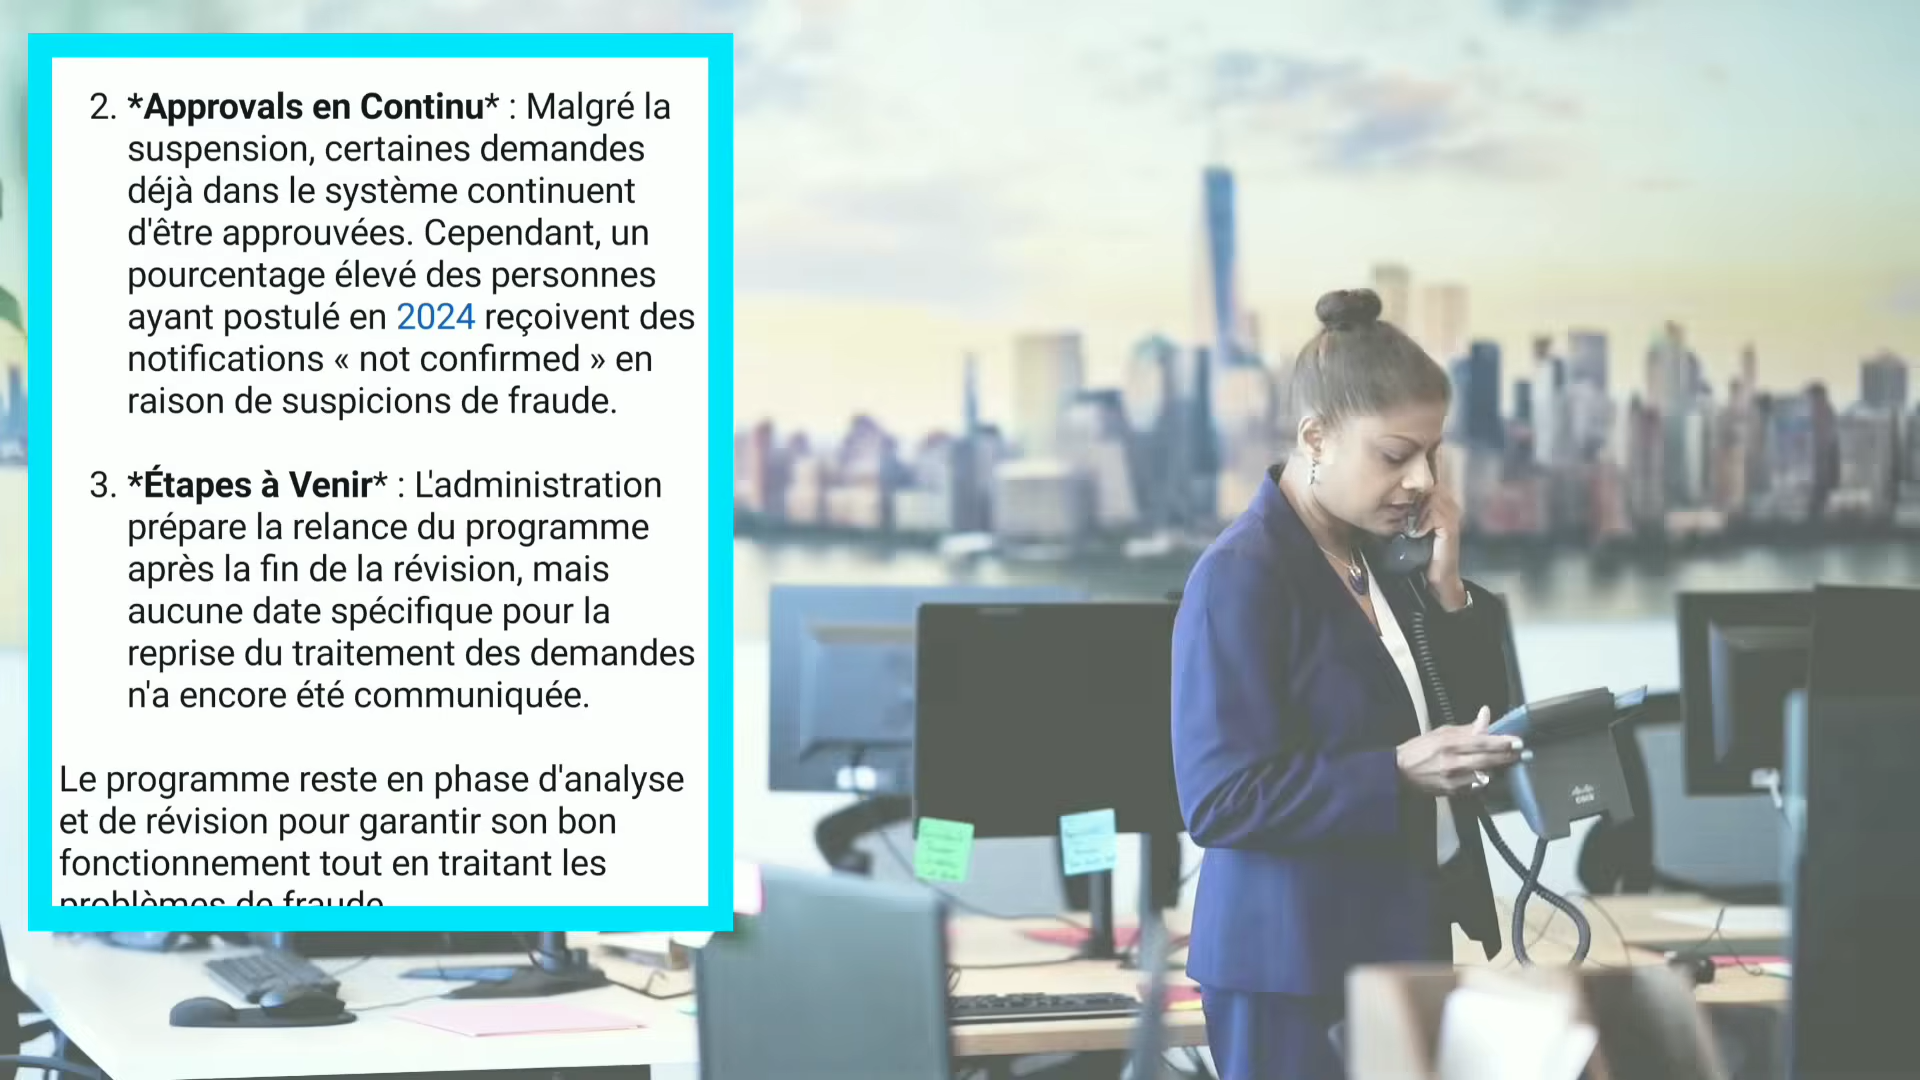 2. *Approvals en Continu* : Malgré la
suspension, certaines demandes
déjà dans le système continuent
d'être approuvées. Cependant, un
pourcentage élevé des personnes
ayant postulé en 2024 reçoivent des
notifications « not confirmed » en
raison de suspicions de fraude.
3. *Étapes à Venir* : L'administration
prépare la relance du programme
après la fin de la révision, mais
aucune date spécifique pour la
reprise du traitement des demandes
n'a encore été communiquée.
Le programme reste en phase d'analyse
et de révision pour garantir son bon
fonctionnement tout en traitant les
problèmes de fraude